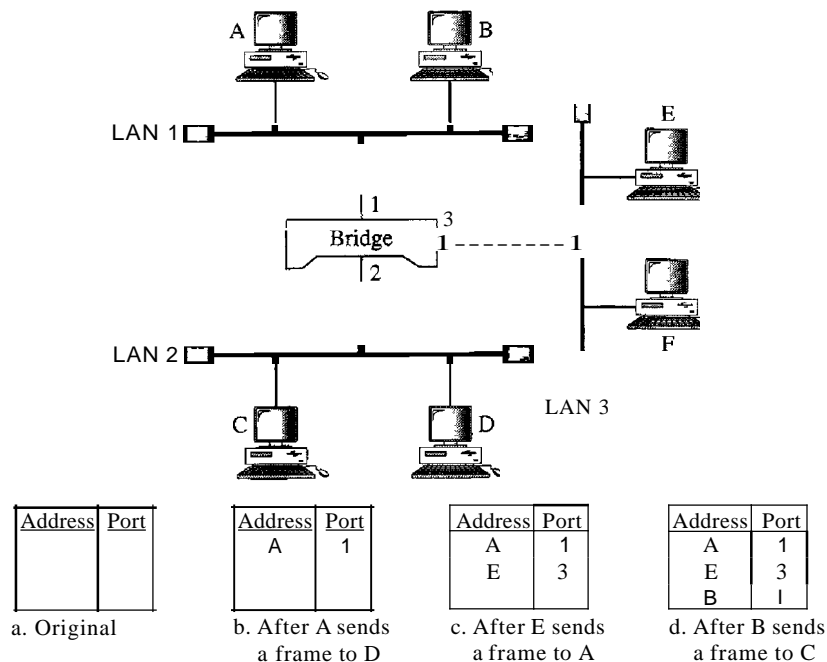 A
B
LAN 1
E
1
3
Bridge
1 – – – – – – 1
2
LAN 2
F
C
D
LAN 3
Address Port
a. Original
Address Port
A 1
b. After A sends
a frame to D
Address Port
A 1
E 3
c. After E sends
a frame to A
Address Port
A 1
E 3
B I
d. After B sends
a frame to C